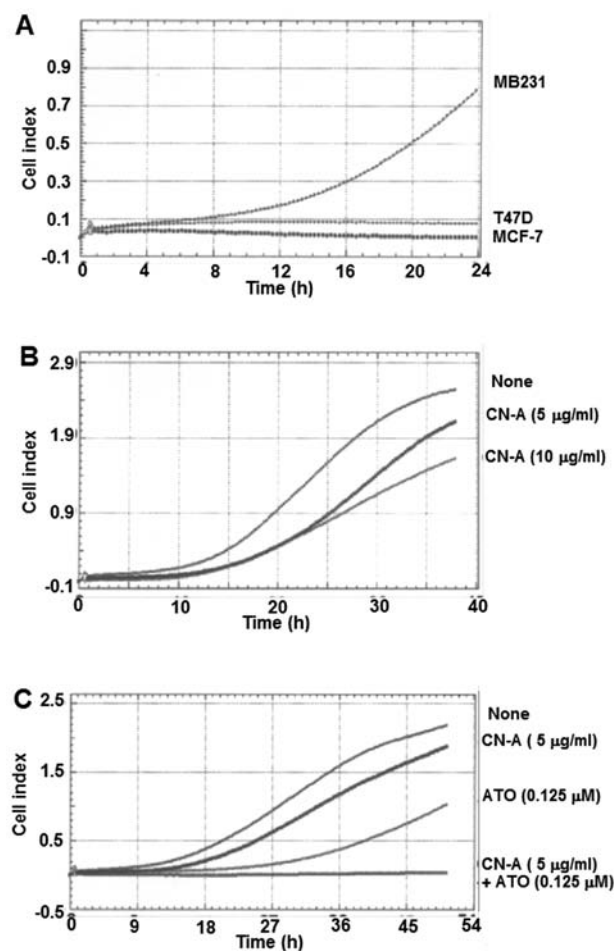 A
Cell index
0.9
0.7
0.5
0.3
0.1
-0.1
0
4
8
12
16
20
24
Time (h)
MB231
T47D
MCF-7
B
Cell index
2.9
1.9
0.9
-0.1
0
10
20
30
40
Time (h)
None
CN-A (5 µg/ml)
CN-A (10 µg/ml)
C
Cell index
2.5
1.5
0.5
-0.5
0
9
18
27
36
45
54
Time (h)
None
CN-A ( 5 µg/ml)
ATO (0.125 µM)
CN-A ( 5 µg/ml)
+ ATO (0.125 µM)